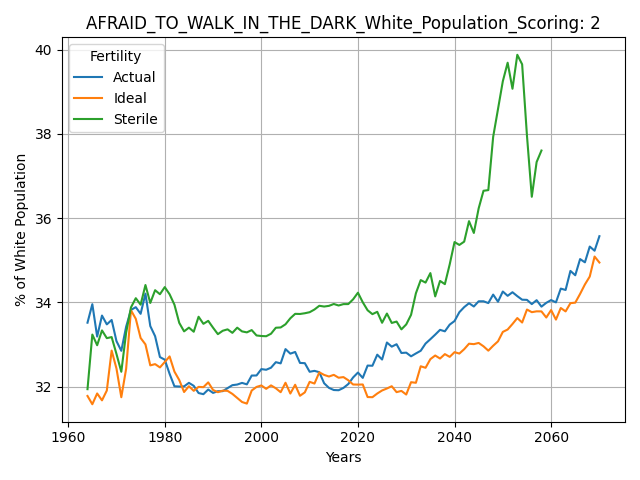 AFRAID_TO_WALK_IN_THE_DARK_White_Population_Scoring: 2
Fertility
Actual
Ideal
Sterile
% of White Population
40
38
36
34
32
1960
1980
2000
2020
2040
2060
Years